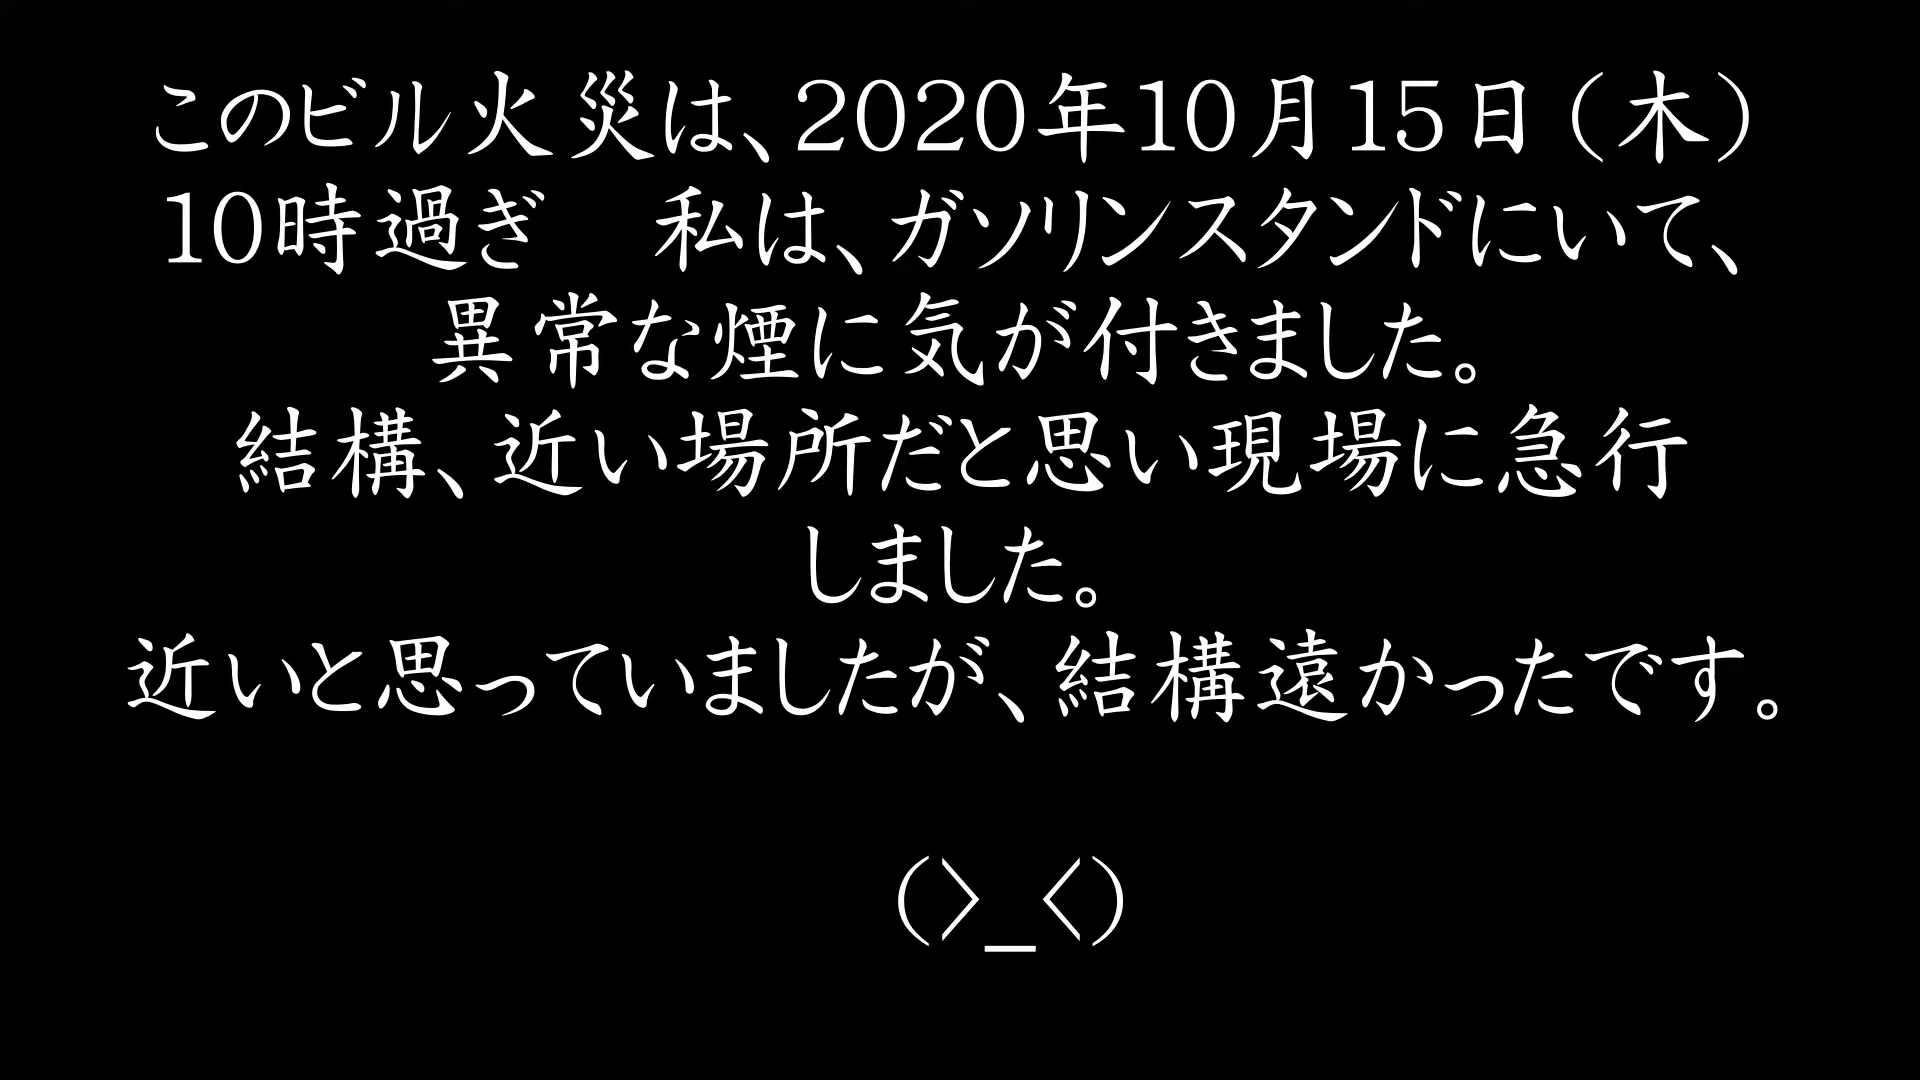 このビル火災は、2020年10月15日（木）
10時過ぎ　私は、ガソリンスタンドにいて、
異常な煙に気が付きました。
結構、近い場所だと思い現場に急行
しました。
近いと思っていましたが、結構遠かったです。
(>_<)